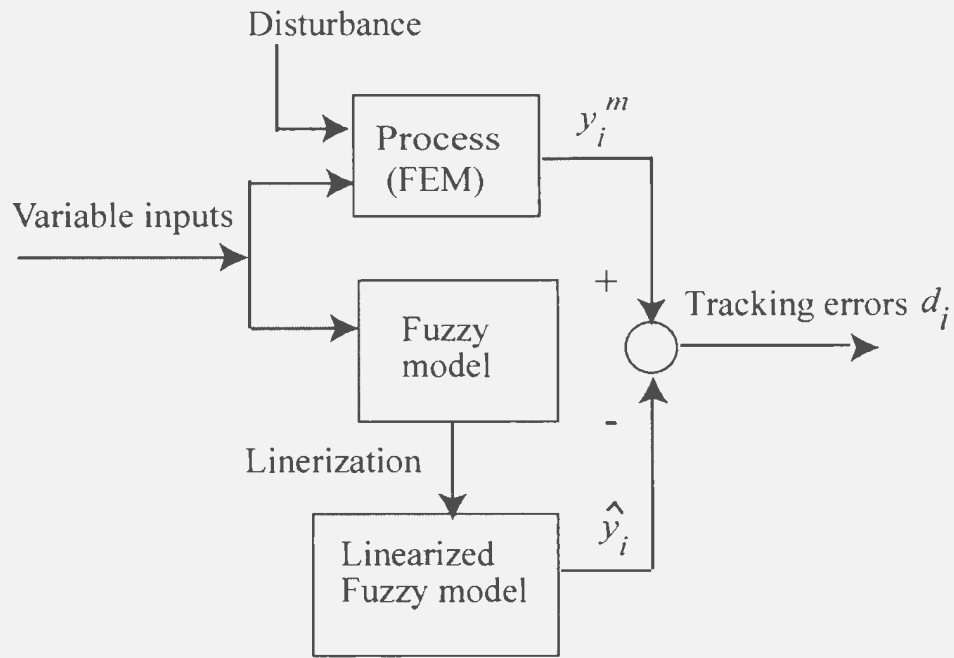 Disturbance
Process
(FEM)
y_i^m
Variable inputs
+
Tracking errors d_i
Fuzzy
model
-
Linerization
ŷ_i
Linearized
Fuzzy model